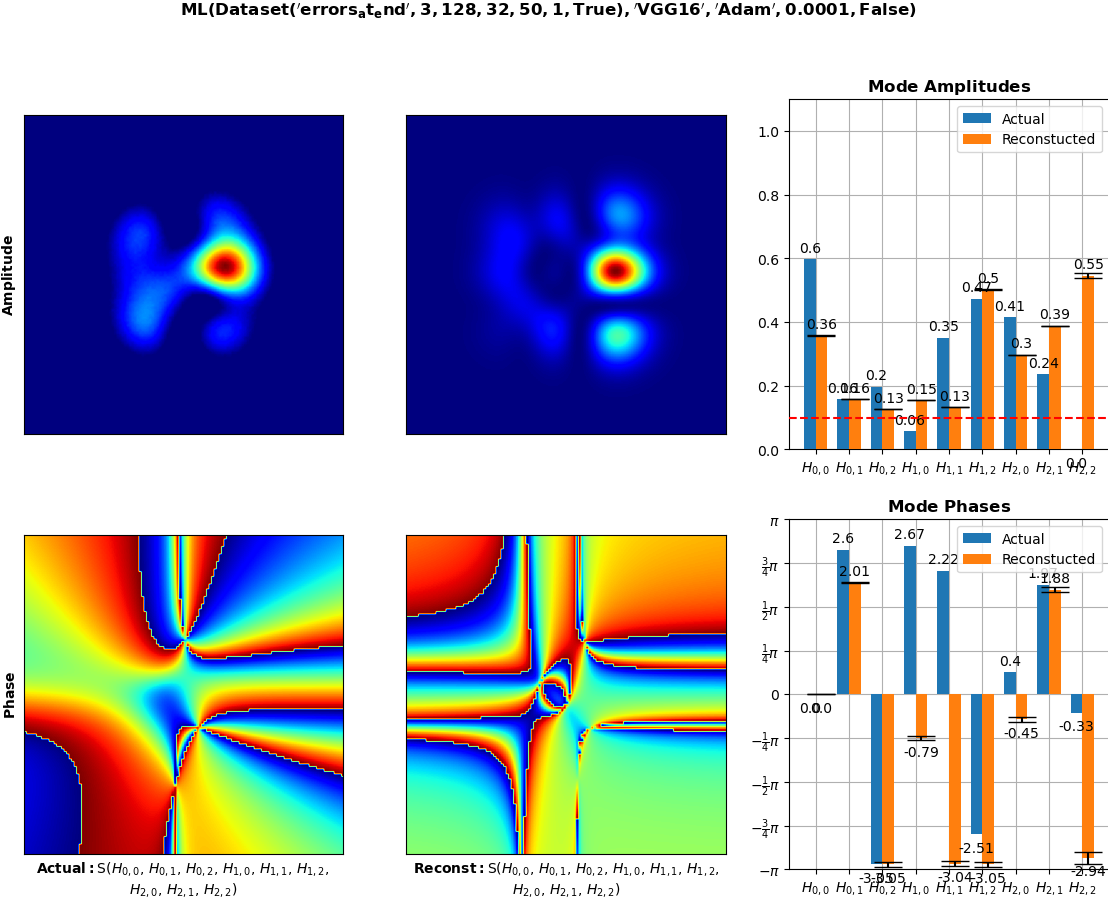 ML(Dataset('errors_at_end', 3, 128, 32, 50, 1, True), 'VGG16', 'Adam', 0.0001, False)
Amplitude
Mode Amplitudes
Actual
Reconstucted
1.0
0.8
0.6
0.4
0.2
0.0
0.6
0.36
0.16
0.16
0.2
0.13
0.06
0.15
0.35
0.13
0.47
0.5
0.41
0.3
0.24
0.39
0.0
0.55
H0,0 H0,1 H0,2 H1,0 H1,1 H1,2 H2,0 H2,1 H2,2
Phase
Mode Phases
Actual
Reconstucted
π
3/4π
1/2π
1/4π
0
−1/4π
−1/2π
−3/4π
−π
0.0
0.0
2.6
2.01
-3.05
2.67
-0.79
2.22
-3.04
-2.51
-3.05
0.4
-0.45
1.88
-0.33
-2.94
H0,0 H0,1 H0,2 H1,0 H1,1 H1,2 H2,0 H2,1 H2,2
Actual: S(H0,0, H0,1, H0,2, H1,0, H1,1, H1,2,
H2,0, H2,1, H2,2)
Reconst: S(H0,0, H0,1, H0,2, H1,0, H1,1, H1,2,
H2,0, H2,1, H2,2)